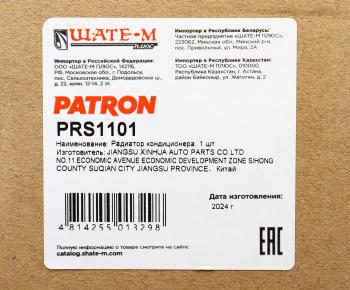 ШАТЕ-М
ПЛЮС
Импортер в Российской Федерации:
ООО «ШАТЕ-М ПЛЮС», 142116,
РФ, Московская обл., г. Подольск,
пос. Сельхозтехника, Домодедовское ш.,
д. 22, комн. 12-14, 2 эт.
Импортер в Республике Беларусь:
Частное предприятие «ШАТЕ-М ПЛЮС»,
223062, Минская обл., Минский р-н,
пос. Привольный, ул. Мира, 2А
Импортер в Республике Казахстан:
ТОО «ШАТЕ-М ПЛЮС», 010000,
Республика Казахстан, г. Астана,
район Байконыр, ул. Жетиген, д. 2
PATRON
PRS1101
Наименование: Радиатор кондиционера. 1 шт
Изготовитель: JIANGSU XINHUA AUTO PARTS CO LTD
NO.11 ECONOMIC AVENUE ECONOMIC DEVELOPMENT ZONE SIHONG
COUNTY SUQIAN CITY JIANGSU PROVINCE. Китай
Дата изготовления:
2024 г
4 814255 013298
EAC
Полную информацию о товаре смотрите на сайте:
catalog.shate-m.com